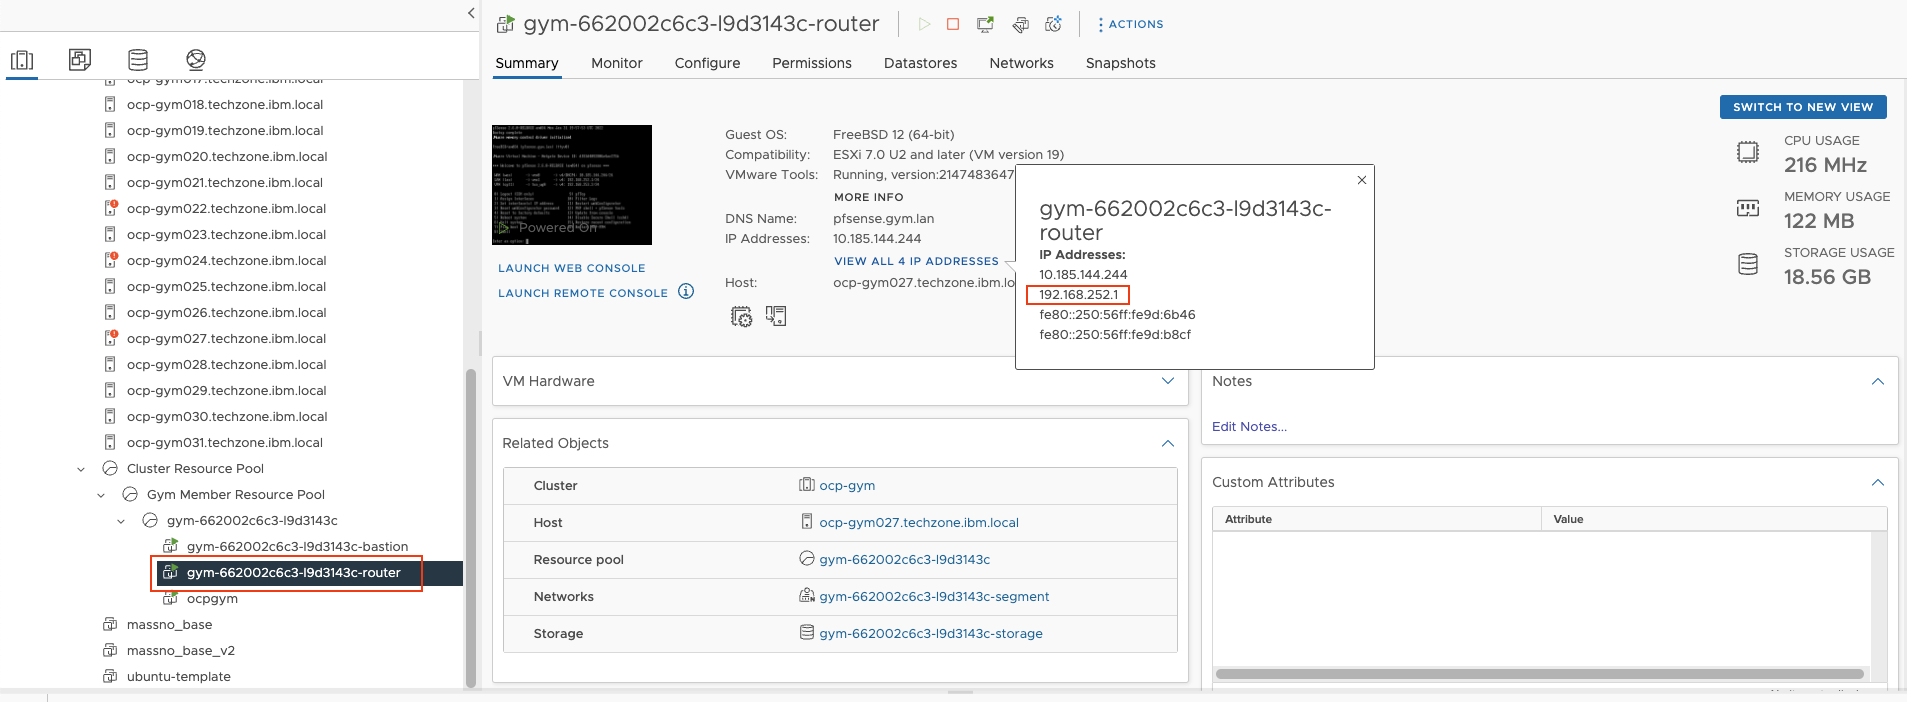 gym-662002c6c3-l9d3143c-router
ACTIONS
Summary
Monitor
Configure
Permissions
Datastores
Networks
Snapshots
SWITCH TO NEW VIEW
ocp-gym017.techzone.ibm.local
ocp-gym018.techzone.ibm.local
ocp-gym019.techzone.ibm.local
ocp-gym020.techzone.ibm.local
ocp-gym021.techzone.ibm.local
ocp-gym022.techzone.ibm.local
ocp-gym023.techzone.ibm.local
ocp-gym024.techzone.ibm.local
ocp-gym025.techzone.ibm.local
ocp-gym026.techzone.ibm.local
ocp-gym027.techzone.ibm.local
ocp-gym028.techzone.ibm.local
ocp-gym029.techzone.ibm.local
ocp-gym030.techzone.ibm.local
ocp-gym031.techzone.ibm.local
Cluster Resource Pool
Gym Member Resource Pool
gym-662002c6c3-l9d3143c
gym-662002c6c3-l9d3143c-bastion
gym-662002c6c3-l9d3143c-router
ocpgym
massno_base
massno_base_v2
ubuntu-template
Powered On
LAUNCH WEB CONSOLE
LAUNCH REMOTE CONSOLE
Guest OS: FreeBSD 12 (64-bit)
Compatibility: ESXi 7.0 U2 and later (VM version 19)
VMware Tools: Running, version:2147483647
MORE INFO
DNS Name: pfsense.gym.lan
IP Addresses: 10.185.144.244
VIEW ALL 4 IP ADDRESSES
Host: ocp-gym027.techzone.ibm.lo
gym-662002c6c3-l9d3143c-
router
IP Addresses:
10.185.144.244
192.168.252.1
fe80::250:56ff:fe9d:6b46
fe80::250:56ff:fe9d:b8cf
CPU USAGE
216 MHz
MEMORY USAGE
122 MB
STORAGE USAGE
18.56 GB
VM Hardware
Related Objects
Cluster ocp-gym
Host ocp-gym027.techzone.ibm.local
Resource pool gym-662002c6c3-l9d3143c
Networks gym-662002c6c3-l9d3143c-segment
Storage gym-662002c6c3-l9d3143c-storage
Notes
Edit Notes...
Custom Attributes
Attribute Value